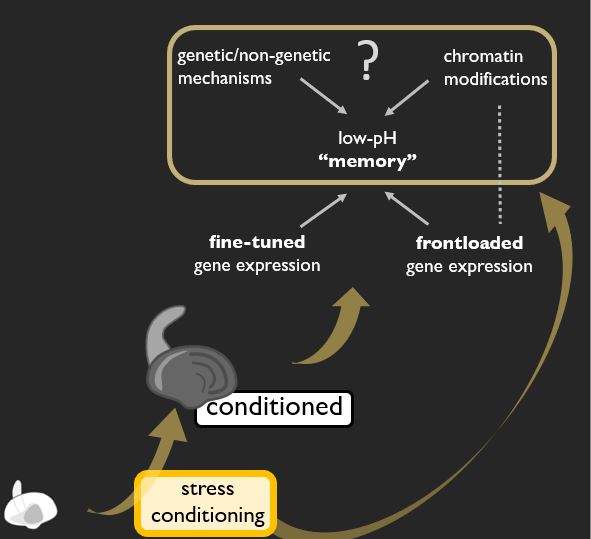 genetic/non-genetic
mechanisms
?
chromatin
modifications
low-pH
“memory”
fine-tuned
gene expression
frontloaded
gene expression
conditioned
stress
conditioning